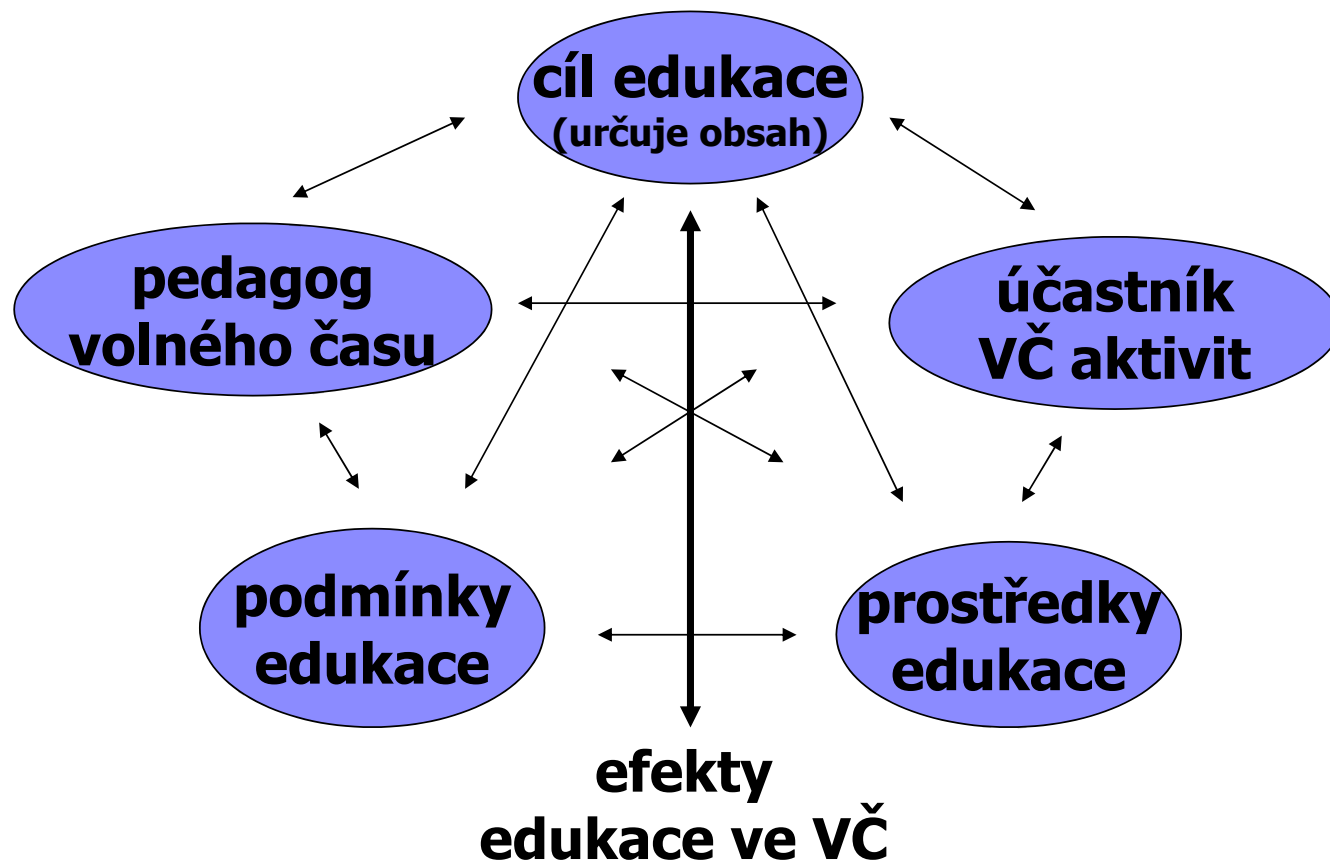 cíl edukace
(určuje obsah)
pedagog
volného času
účastník
VČ aktivit
podmínky
edukace
prostředky
edukace
efekty
edukace ve VČ